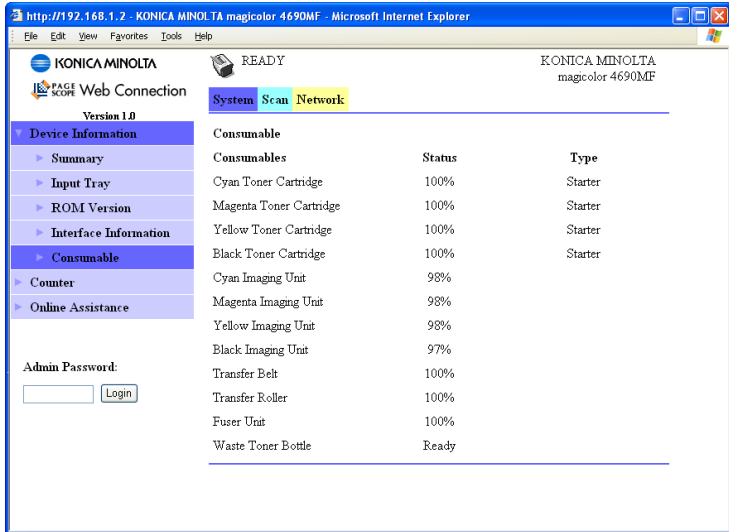 http://192.168.1.2 - KONICA MINOLTA magicolor 4690MF - Microsoft Internet Explorer
File Edit View Favorites Tools Help
KONICA MINOLTA
PAGE SCOPE Web Connection
Version 1.0
READY
KONICA MINOLTA
magicolor 4690MF
System Scan Network
Device Information
Summary
Input Tray
ROM Version
Interface Information
Consumable
Counter
Online Assistance
Admin Password:
Login
Consumable
Consumables Status Type
Cyan Toner Cartridge 100% Starter
Magenta Toner Cartridge 100% Starter
Yellow Toner Cartridge 100% Starter
Black Toner Cartridge 100% Starter
Cyan Imaging Unit 98%
Magenta Imaging Unit 98%
Yellow Imaging Unit 98%
Black Imaging Unit 97%
Transfer Belt 100%
Transfer Roller 100%
Fuser Unit 100%
Waste Toner Bottle Ready